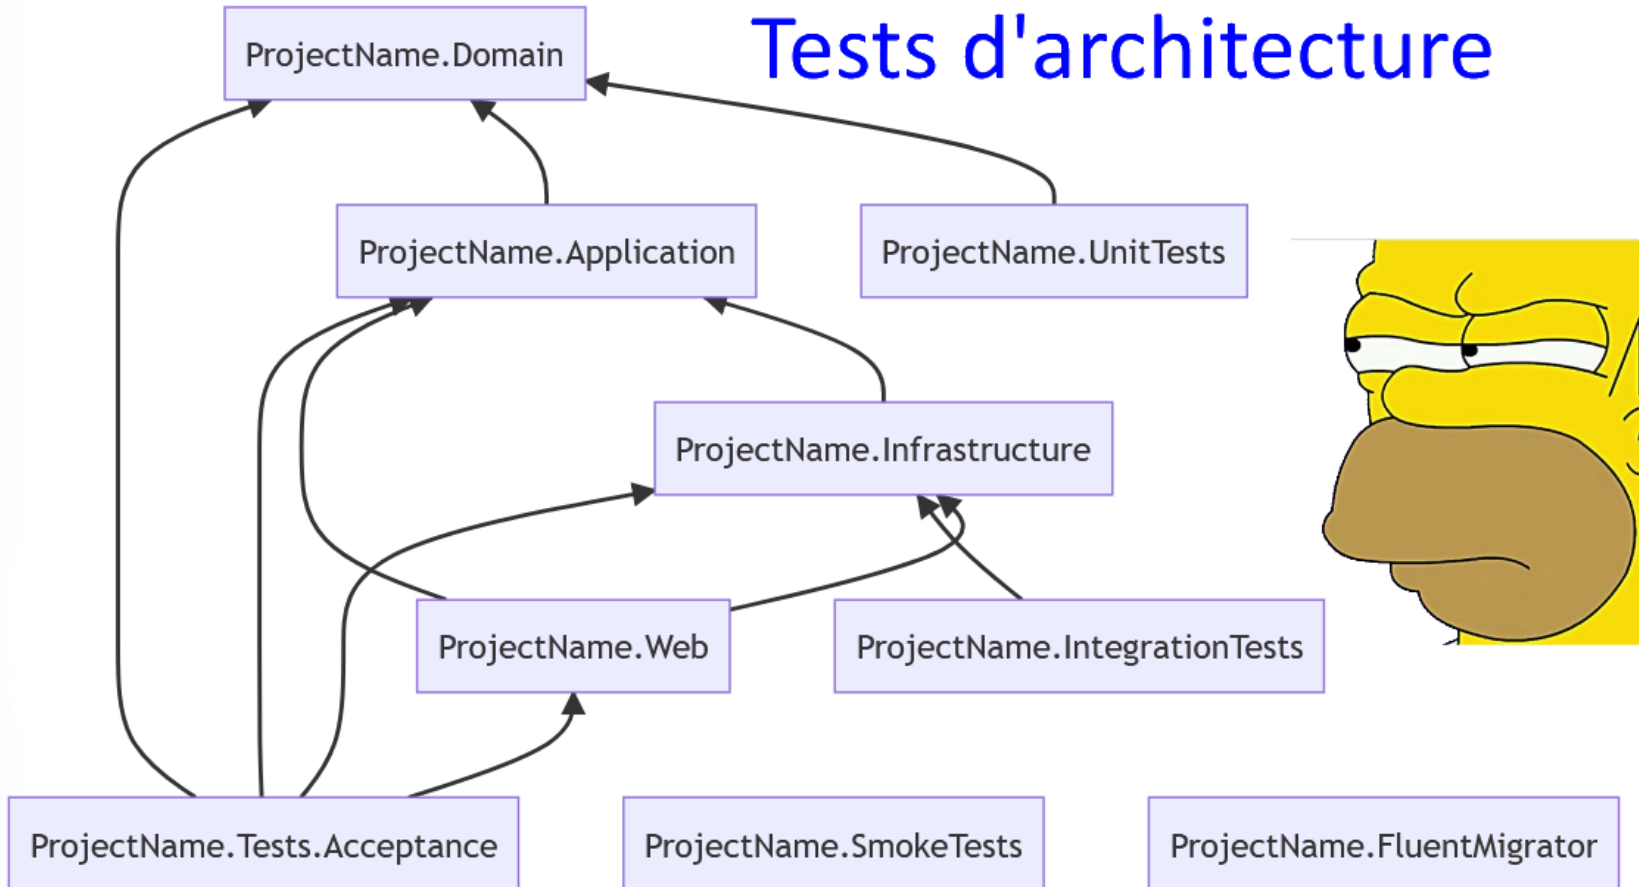 Tests d'architecture
ProjectName.Domain
ProjectName.Application
ProjectName.UnitTests
ProjectName.Infrastructure
ProjectName.Web
ProjectName.IntegrationTests
ProjectName.Tests.Acceptance
ProjectName.SmokeTests
ProjectName.FluentMigrator